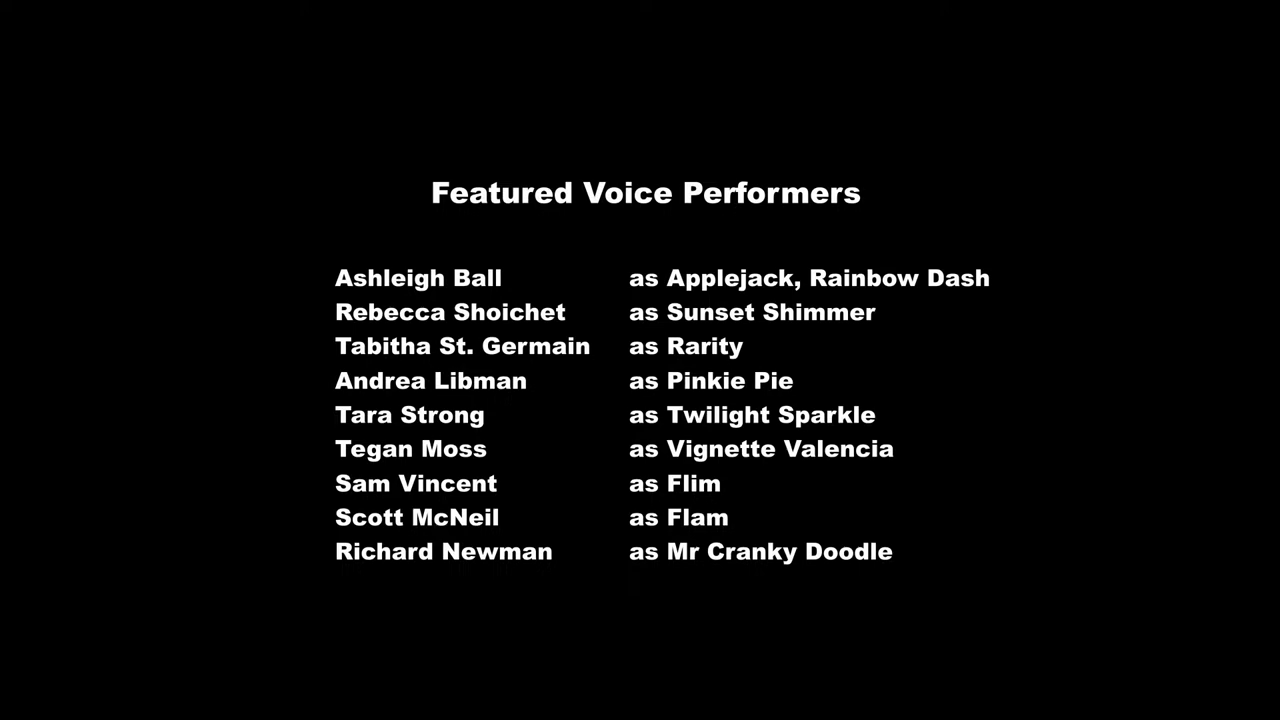 Featured Voice Performers
Ashleigh Ball as Applejack, Rainbow Dash
Rebecca Shoichet as Sunset Shimmer
Tabitha St. Germain as Rarity
Andrea Libman as Pinkie Pie
Tara Strong as Twilight Sparkle
Tegan Moss as Vignette Valencia
Sam Vincent as Flim
Scott McNeil as Flam
Richard Newman as Mr Cranky Doodle